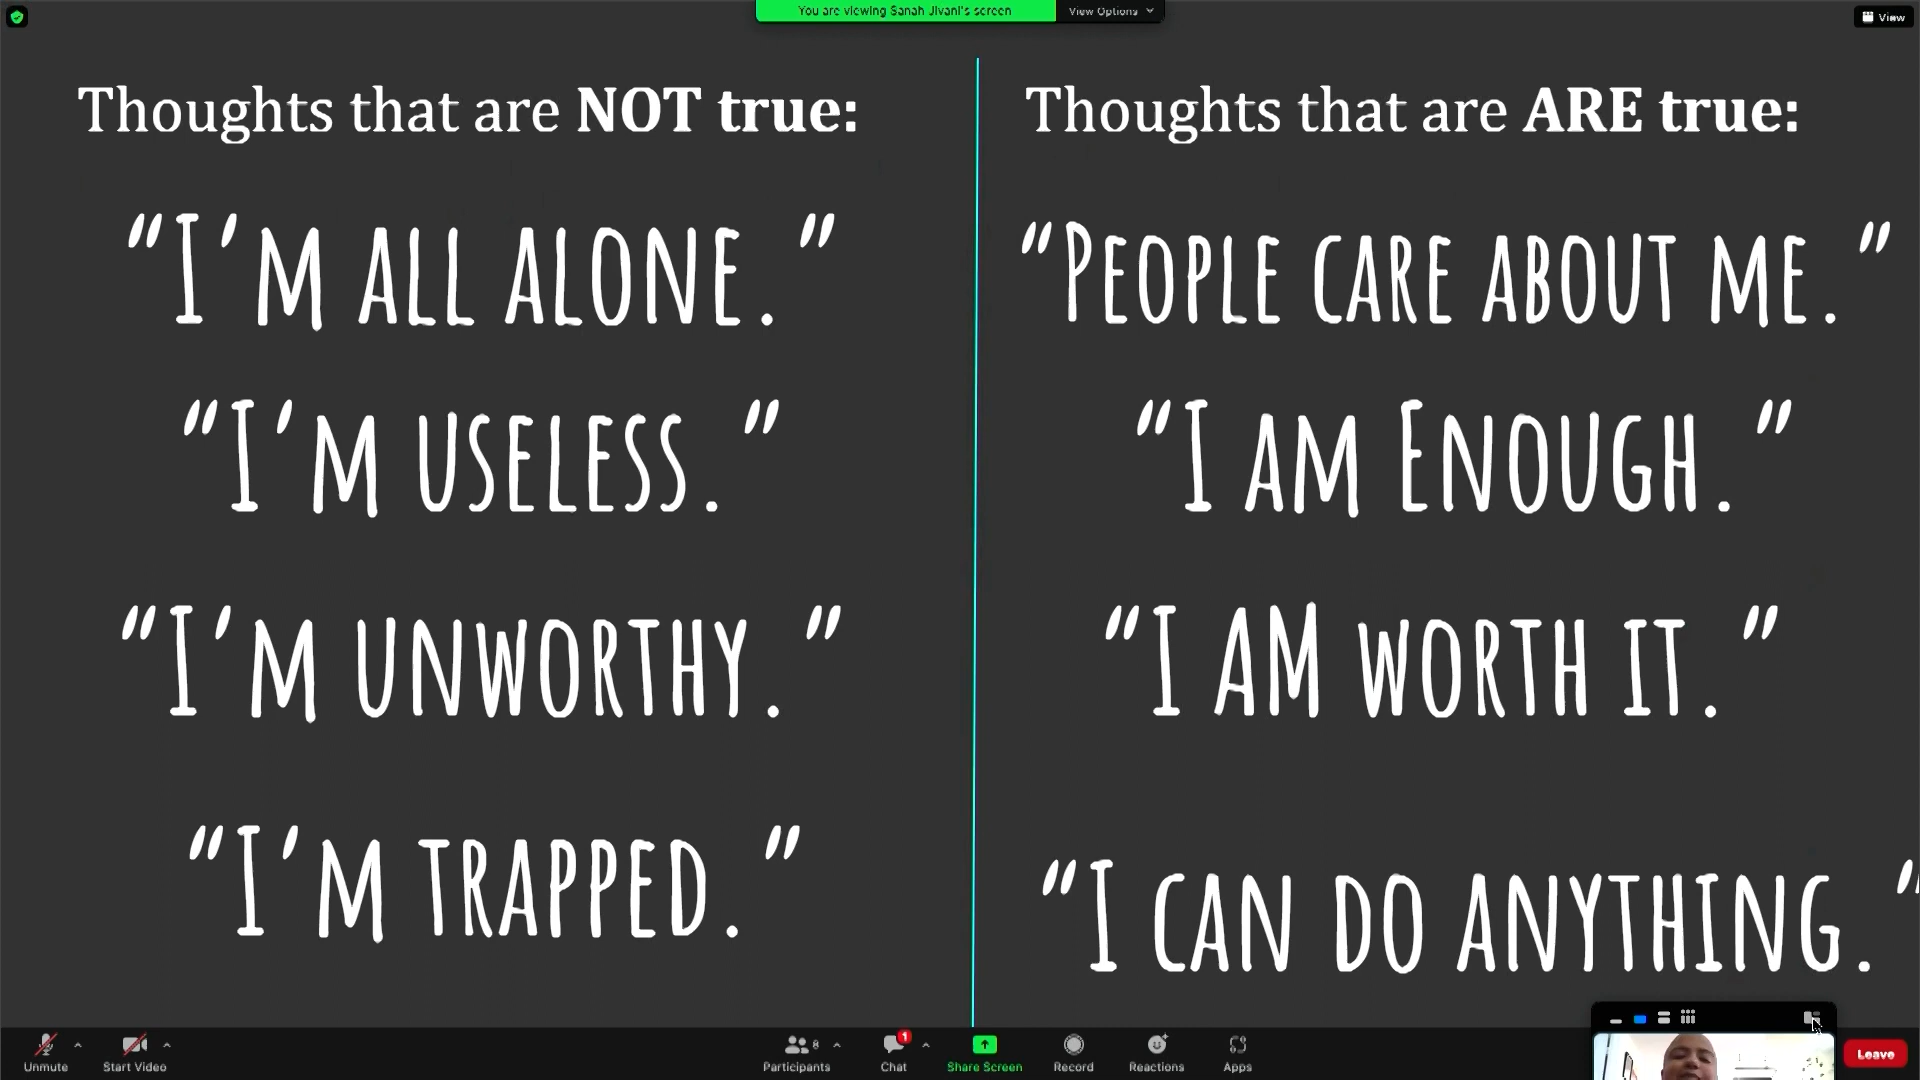 You are viewing Sanah Jivani's screen
View Options
View
Thoughts that are NOT true:
"I'm all alone."
"I'm useless."
"I'm unworthy."
"I'm trapped."
Thoughts that are ARE true:
"People care about me."
"I am Enough."
"I AM worth it."
"I can do anything."
Unmute
Start Video
Participants
8
Chat
1
Share Screen
Record
Reactions
Apps
Leave